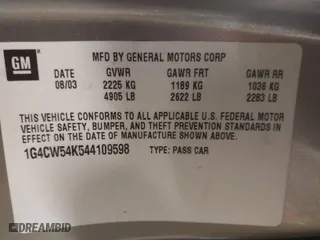 GM
MFD BY GENERAL MOTORS CORP
DATE GVWR GAWR FRT GAWR RR
08/03 2225 KG 1189 KG 1036 KG
4905 LB 2622 LB 2283 LB
THIS VEHICLE CONFORMS TO ALL APPLICABLE U.S. FEDERAL MOTOR
VEHICLE SAFETY, BUMPER, AND THEFT PREVENTION STANDARDS IN
EFFECT ON THE DATE OF MANUFACTURE SHOWN ABOVE.
1G4CW54K544109598 TYPE: PASS CAR
DREAMBID